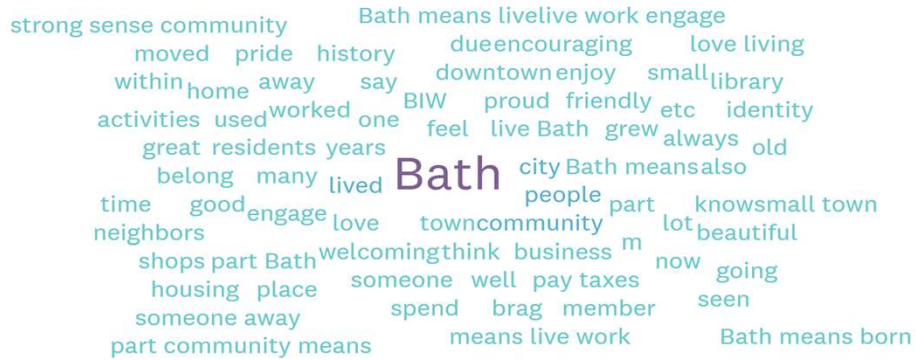 strong sense community Bath means livelive work engage
moved pride history dueencouraging love living
within home away say downtown enjoy small library
activities used worked one BIW proud friendly etc identity
great residents years feel live Bath grew always old
belong many lived Bath city Bath means also
time good engage love people part know small town
neighbors town community lot beautiful
shops part Bath welcoming think business m now going
housing place someone well pay taxes seen
someone away spend brag member
part community means means live work Bath means born